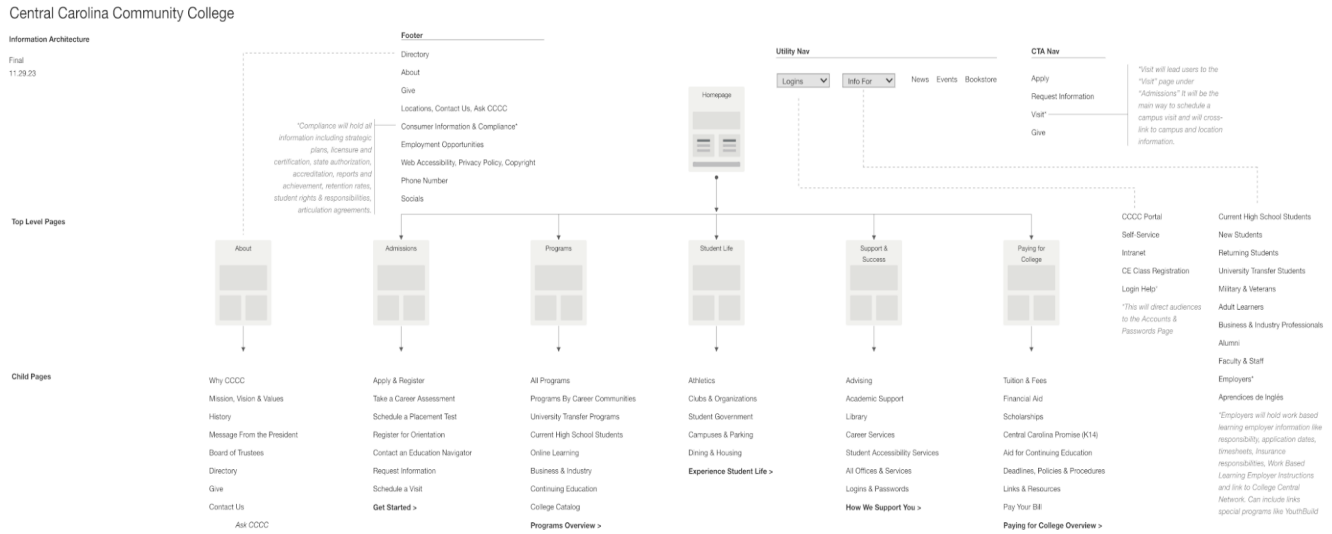 Central Carolina Community College
Information Architecture
Final
11.29.23
Footer
Directory
About
Give
Locations, Contact Us, Ask CCCC
Consumer Information & Compliance*
Employment Opportunities
Web Accessibility, Privacy Policy, Copyright
Phone Number
Socials
*Compliance will hold all
information including strategic
plans, licensure and
certification, state authorization,
accreditation, reports and
achievement, retention rates,
student rights & responsibilities,
articulation agreements.
Homepage
Utility Nav
Logins
Info For
News Events Bookstore
CTA Nav
Apply
Request Information
Visit*
Give
*Visit will lead users to the
"Visit" page under
"Admissions" It will be the
main way to schedule a
campus visit and will cross-
link to campus and location
information.
CCCC Portal
Self-Service
Intranet
CE Class Registration
Login Help*
*This will direct audiences
to the Accounts &
Passwords Page
Current High School Students
New Students
Returning Students
University Transfer Students
Military & Veterans
Adult Learners
Business & Industry Professionals
Alumni
Faculty & Staff
Employers*
Aprendices de Inglés
*Employers will hold work based
learning employer information like
responsibility, application dates,
timesheets, Insurance
responsibilities, Work Based
Learning Employer Instructions
and link to College Central
Network. Can include links
special programs like YouthBuild
Top Level Pages
About
Admissions
Programs
Student Life
Support &
Success
Paying for
College
Child Pages
Why CCCC
Mission, Vision & Values
History
Message From the President
Board of Trustees
Directory
Give
Contact Us
Ask CCCC
Apply & Register
Take a Career Assessment
Schedule a Placement Test
Register for Orientation
Contact an Education Navigator
Request Information
Schedule a Visit
Get Started >
All Programs
Programs By Career Communities
University Transfer Programs
Current High School Students
Online Learning
Business & Industry
Continuing Education
College Catalog
Programs Overview >
Athletics
Clubs & Organizations
Student Government
Campuses & Parking
Dining & Housing
Experience Student Life >
Advising
Academic Support
Library
Career Services
Student Accessibility Services
All Offices & Services
Logins & Passwords
How We Support You >
Tuition & Fees
Financial Aid
Scholarships
Central Carolina Promise (K14)
Aid for Continuing Education
Deadlines, Policies & Procedures
Links & Resources
Pay Your Bill
Paying for College Overview >